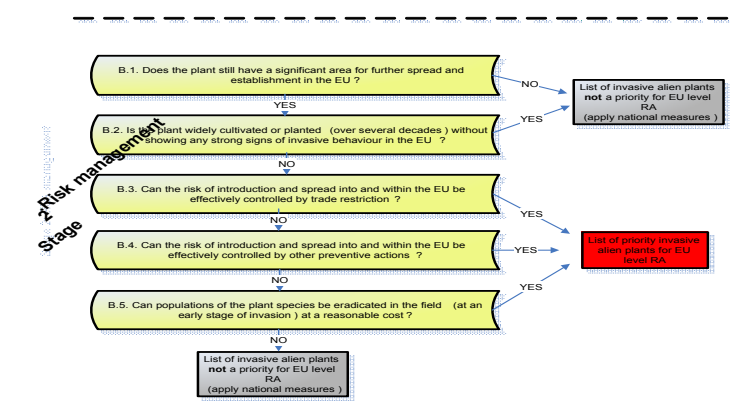 B.1. Does the plant still have a significant area for further spread and
establishment in the EU ?
NO
List of invasive alien plants
not a priority for EU level
RA
(apply national measures )
YES
B.2. Is the plant widely cultivated or planted (over several decades ) without
showing any strong signs of invasive behaviour in the EU ?
YES
NO
Stage 2
Risk management
B.3. Can the risk of introduction and spread into and within the EU be
effectively controlled by trade restriction ?
YES
NO
B.4. Can the risk of introduction and spread into and within the EU be
effectively controlled by other preventive actions ?
YES
List of priority invasive
alien plants for EU
level RA
NO
B.5. Can populations of the plant species be eradicated in the field (at an
early stage of invasion ) at a reasonable cost ?
YES
NO
List of invasive alien plants
not a priority for EU level
RA
(apply national measures )